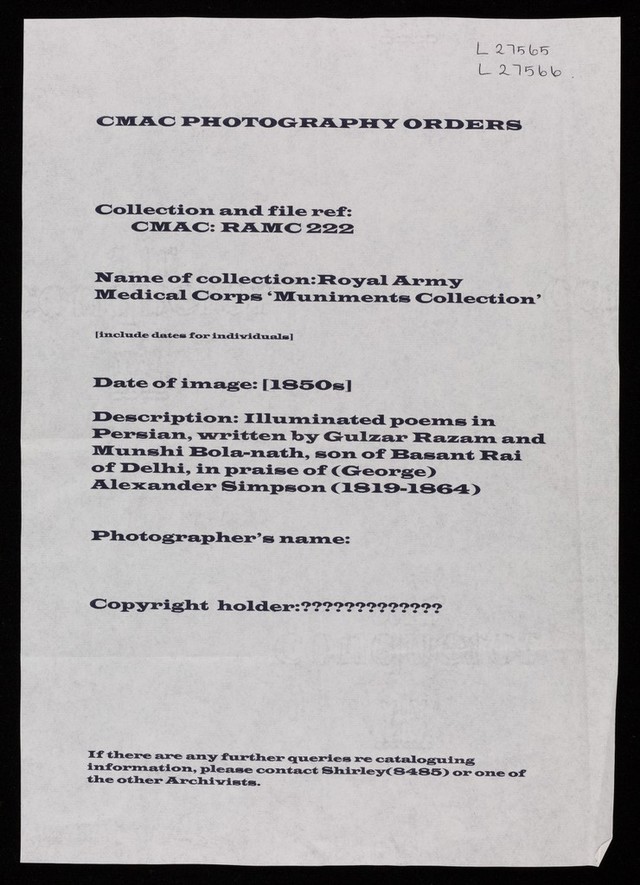 L 27565
L 27566.
CMAC PHOTOGRAPHY ORDERS
Collection and file ref:
CMAC: RAMC 222
Name of collection:Royal Army
Medical Corps ‘Muniments Collection’
[include dates for individuals]
Date of image: [1850s]
Description: Illuminated poems in
Persian, written by Gulzar Razam and
Munshi Bola-nath, son of Basant Rai
of Delhi, in praise of (George)
Alexander Simpson (1819-1864)
Photographer’s name:
Copyright holder:?????????????
If there are any further queries re cataloguing
information, please contact Shirley(8485) or one of
the other Archivists.